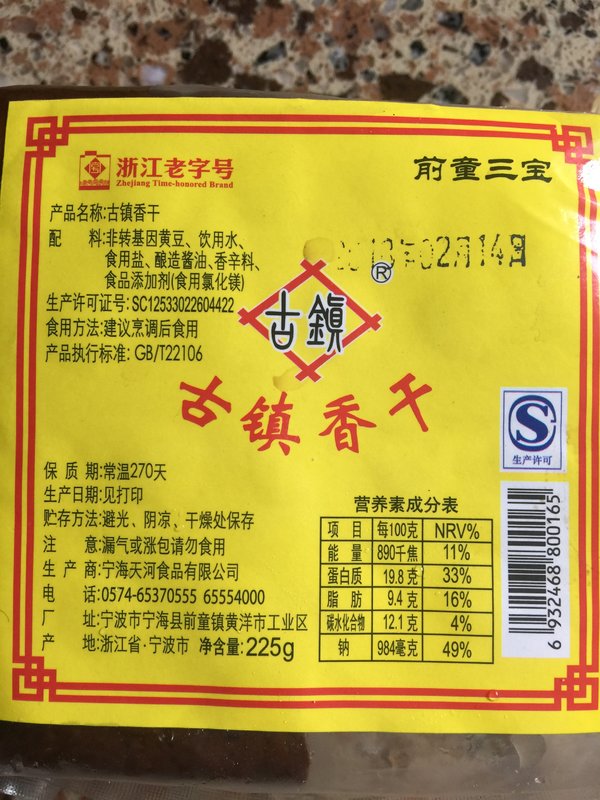 浙江老字号
Zhejiang Time-honored Brand
前童三宝
产品名称:古镇香干
配 料:非转基因黄豆、饮用水、
食用盐、酿造酱油、香辛料、
食品添加剂(食用氯化镁)
生产许可证号:SC12533022604422
食用方法:建议烹调后食用
产品执行标准: GB/T22106
年02月14日
®
古鎮
古镇香干
生产许可
保 质 期:常温270天
生产日期:见打印
贮存方法:避光、阴凉、干燥处保存
注 意:漏气或涨包请勿食用
生 产 商:宁海天河食品有限公司
电 话:0574-65370555 65554000
厂 址:宁波市宁海县前童镇黄洋市工业区
产 地:浙江省·宁波市 净含量:225g
营养素成分表
项 目 每100克 NRV%
能 量 890千焦 11%
蛋白质 19.8 克 33%
脂 肪 9.4 克 16%
碳水化合物 12.1 克 4%
钠 984毫克 49%
6 932468 800165